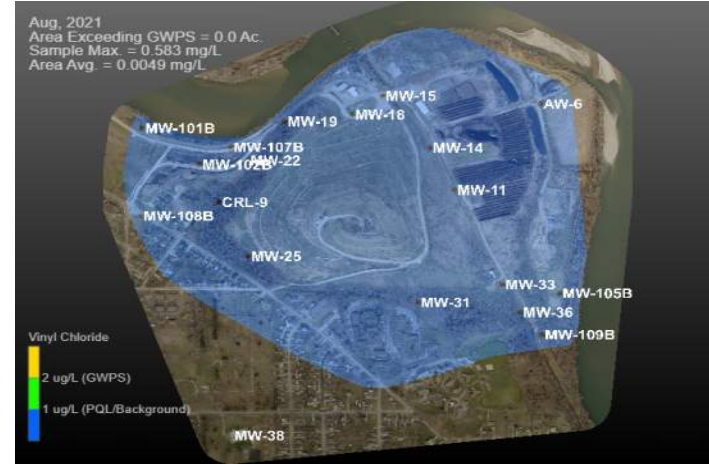 Aug, 2021
Area Exceeding GWPS = 0.0 Ac.
Sample Max. = 0.583 mg/L
Area Avg. = 0.0049 mg/L
MW-15
AW-6
MW-18
MW-19
MW-101B
MW-107B
MW-14
MW-22
MW-102B
MW-11
CRL-9
MW-108B
MW-25
MW-33
MW-105B
MW-31
MW-36
MW-109B
Vinyl Chloride
2 ug/L (GWPS)
1 ug/L (PQL/Background)
MW-38